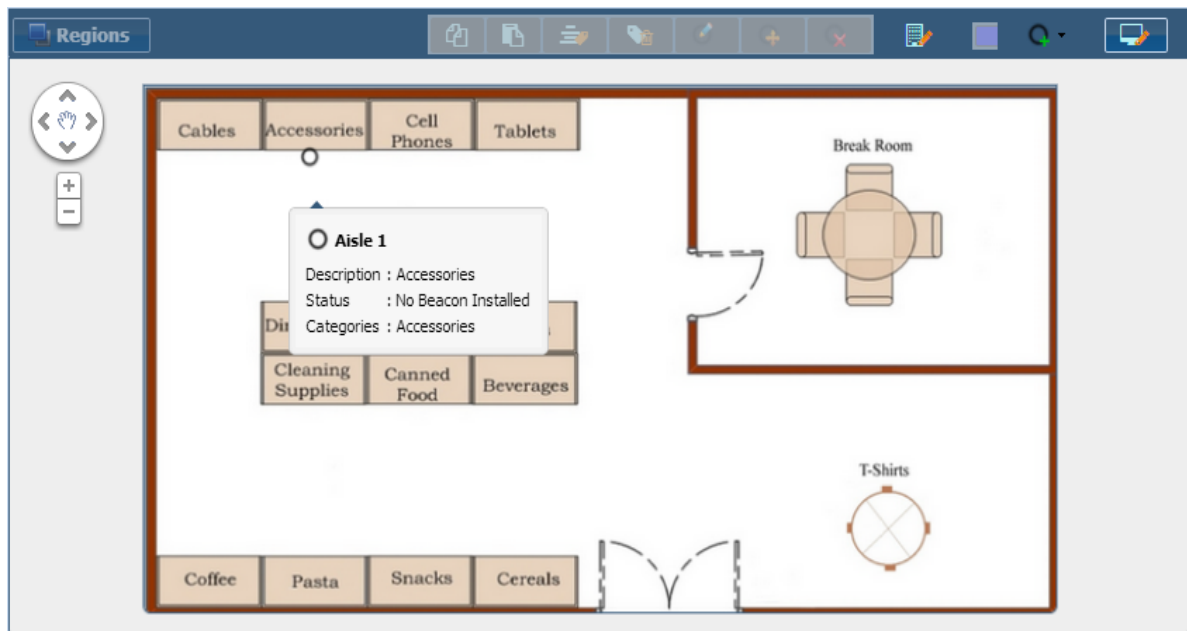 Regions
Cables
Accessories
Cell
Phones
Tablets
Break Room
Aisle 1
Description : Accessories
Status : No Beacon Installed
Categories : Accessories
Cleaning
Supplies
Canned
Food
Beverages
T-Shirts
Coffee
Pasta
Snacks
Cereals